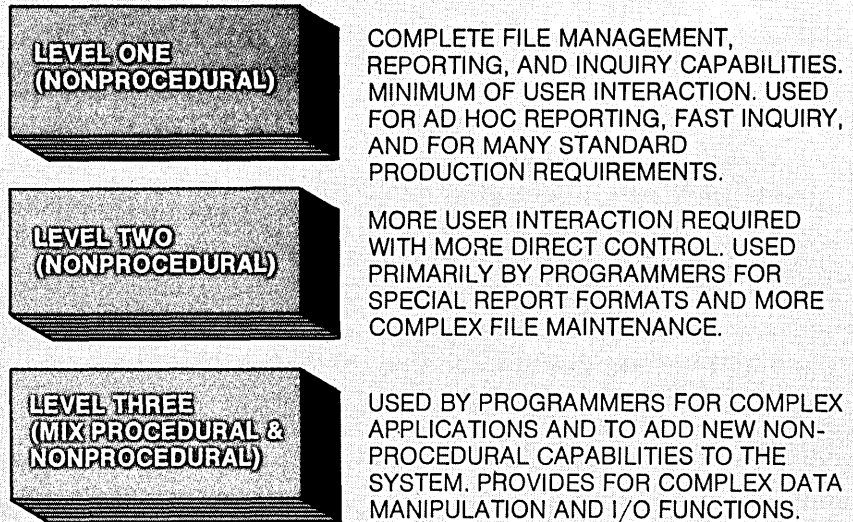 LEVEL ONE
(NONPROCEDURAL)
COMPLETE FILE MANAGEMENT,
REPORTING, AND INQUIRY CAPABILITIES.
MINIMUM OF USER INTERACTION. USED
FOR AD HOC REPORTING, FAST INQUIRY,
AND FOR MANY STANDARD
PRODUCTION REQUIREMENTS.
LEVEL TWO
(NONPROCEDURAL)
MORE USER INTERACTION REQUIRED
WITH MORE DIRECT CONTROL. USED
PRIMARILY BY PROGRAMMERS FOR
SPECIAL REPORT FORMATS AND MORE
COMPLEX FILE MAINTENANCE.
LEVEL THREE
(MIX PROCEDURAL &
NONPROCEDURAL)
USED BY PROGRAMMERS FOR COMPLEX
APPLICATIONS AND TO ADD NEW NON-
PROCEDURAL CAPABILITIES TO THE
SYSTEM. PROVIDES FOR COMPLEX DATA
MANIPULATION AND I/O FUNCTIONS.